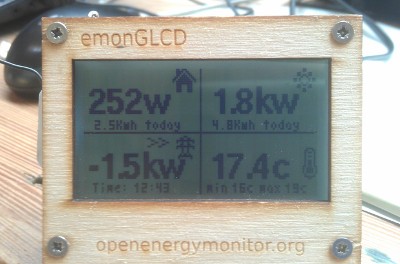 emonGLCD
252w 1.8kw
2.5Kwh today 4.8Kwh today
>>
-1.5kw 17.4c
Time: 12:43 min 16c max 19c
openenergymonitor.org